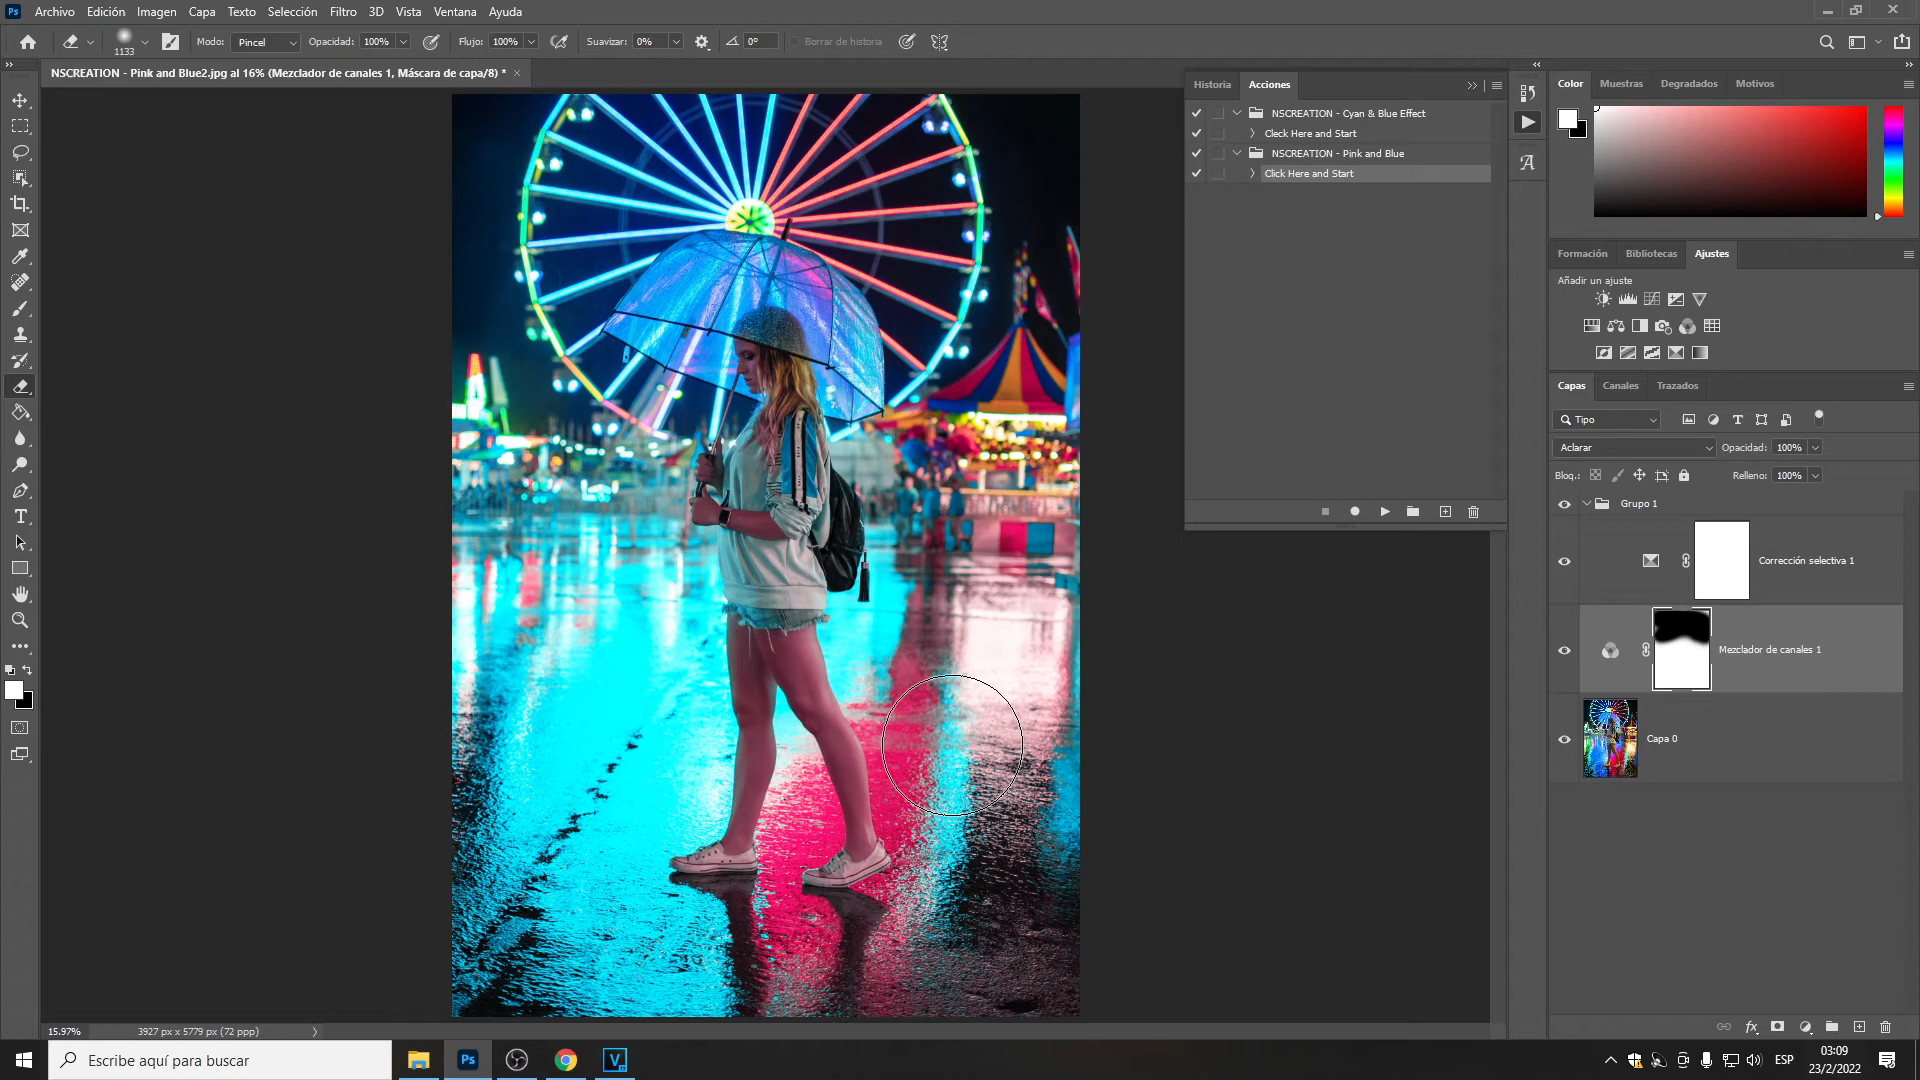 Ps Archivo Edición Imagen Capa Texto Selección Filtro 3D Vista Ventana Ayuda
1133 Modo: Pincel Opacidad: 100% Flujo: 100% Suavizar: 0% 0° Borrar de historia
NSCREATION - Pink and Blue2.jpg al 16% (Mezclador de canales 1, Máscara de capa/8) *
Historia Acciones
NSCREATION - Cyan & Blue Effect
Cleck Here and Start
NSCREATION - Pink and Blue
Click Here and Start
Color Muestras Degradados Motivos
Formación Bibliotecas Ajustes
Añadir un ajuste
Capas Canales Trazados
Tipo
Aclarar Opacidad: 100%
Bloq.: Relleno: 100%
Grupo 1
Corrección selectiva 1
Mezclador de canales 1
Capa 0
15.97% 3927 px x 5779 px (72 ppp)
Escribe aquí para buscar
Ps
V
ESP
03:09
23/2/2022